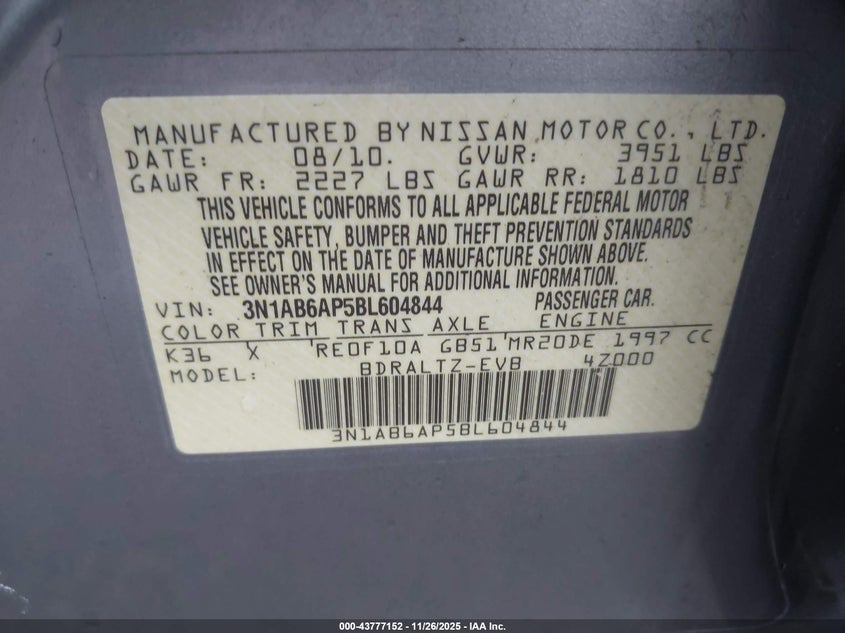 MANUFACTURED BY NISSAN MOTOR CO., LTD.
DATE: 08/10. GVWR: 3951 LBS
GAWR FR: 2227 LBS GAWR RR: 1810 LBS
THIS VEHICLE CONFORMS TO ALL APPLICABLE FEDERAL MOTOR
VEHICLE SAFETY, BUMPER AND THEFT PREVENTION STANDARDS
IN EFFECT ON THE DATE OF MANUFACTURE SHOWN ABOVE.
SEE OWNER'S MANUAL FOR ADDITIONAL INFORMATION.
VIN: 3N1AB6AP5BL604844 PASSENGER CAR.
COLOR TRIM TRANS AXLE ENGINE
K36 X RE0F10A GB51 MR20DE 1997 CC
MODEL: BDRALTZ-EVB 4Z000
3N1AB6AP5BL604844
000-43777152 - 11/26/2025 - IAA Inc.